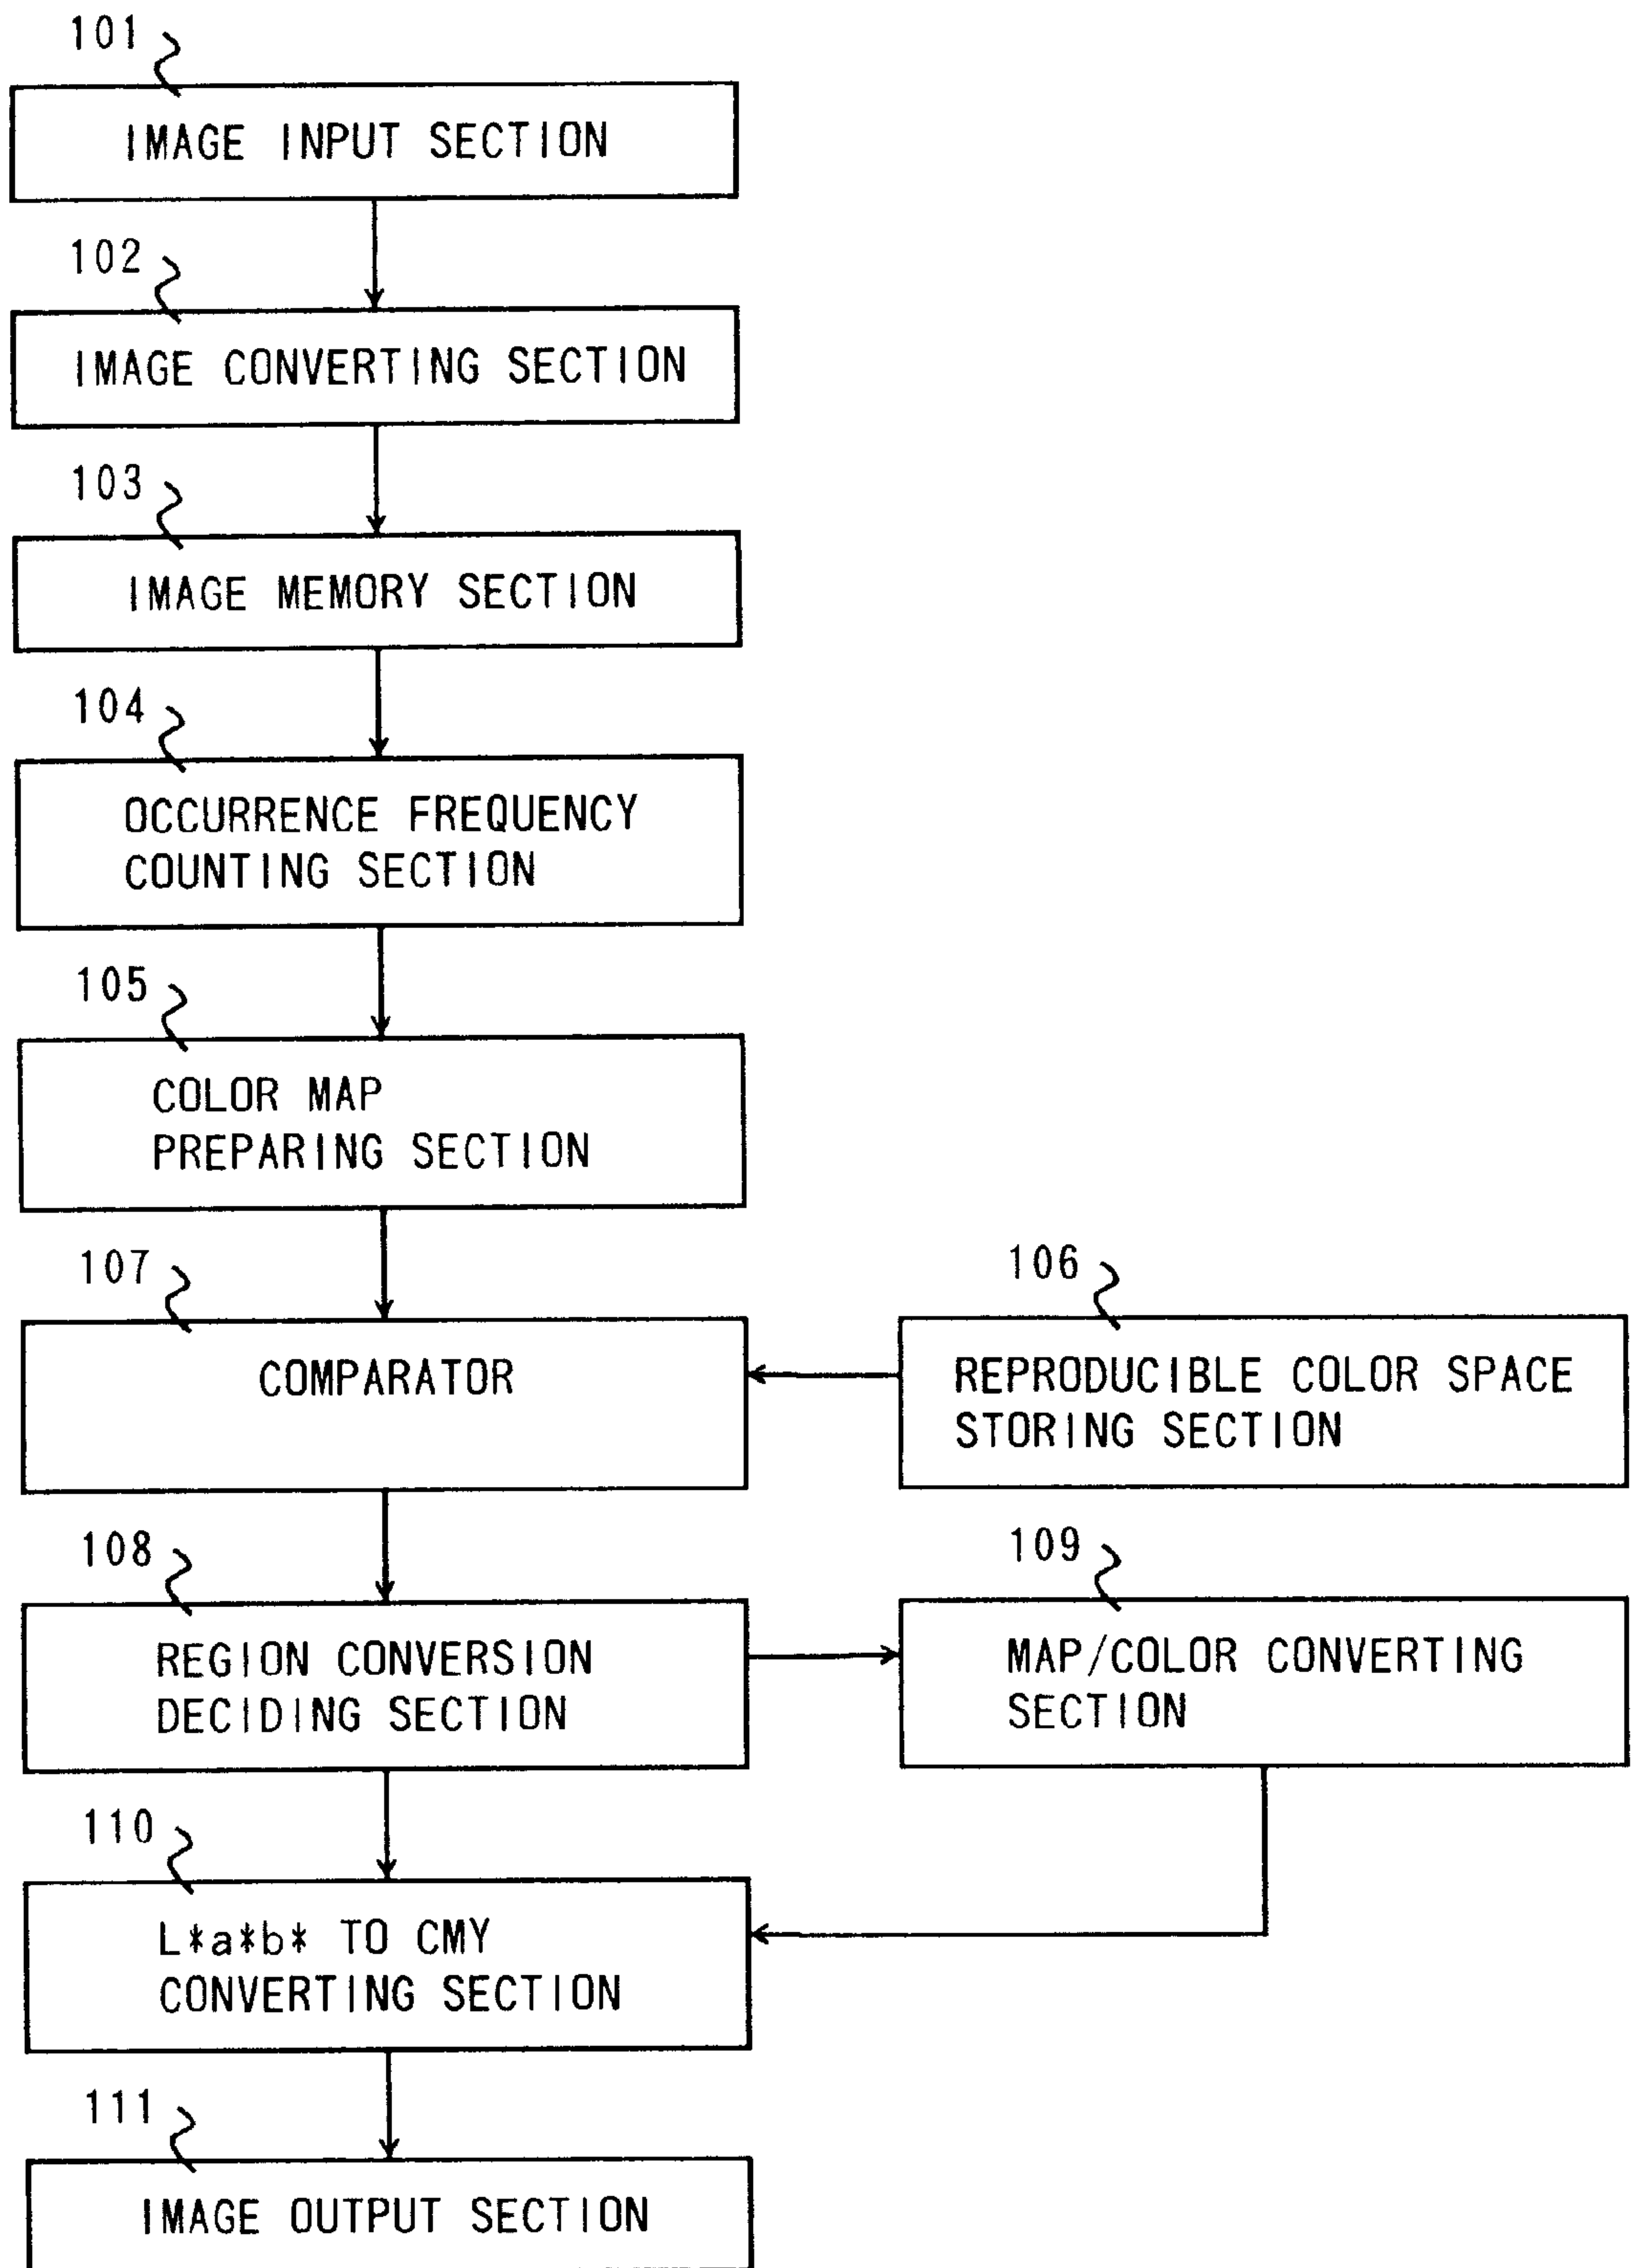 101
IMAGE INPUT SECTION
102
IMAGE CONVERTING SECTION
103
IMAGE MEMORY SECTION
104
OCCURRENCE FREQUENCY
COUNTING SECTION
105
COLOR MAP
PREPARING SECTION
107
COMPARATOR
106
REPRODUCIBLE COLOR SPACE
STORING SECTION
108
REGION CONVERSION
DECIDING SECTION
109
MAP/COLOR CONVERTING
SECTION
110
L*a*b* TO CMY
CONVERTING SECTION
111
IMAGE OUTPUT SECTION